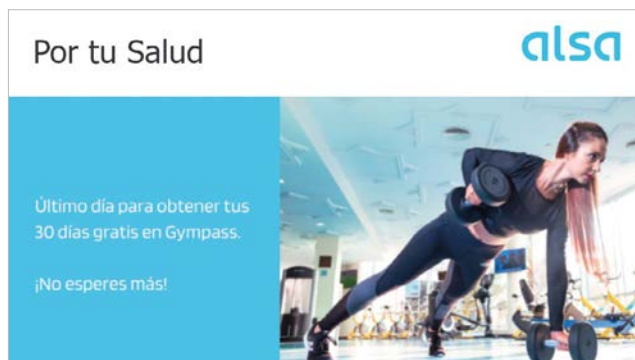 Por tu Salud
alsa
Último día para obtener tus
30 días gratis en Gympass.
¡No esperes más!